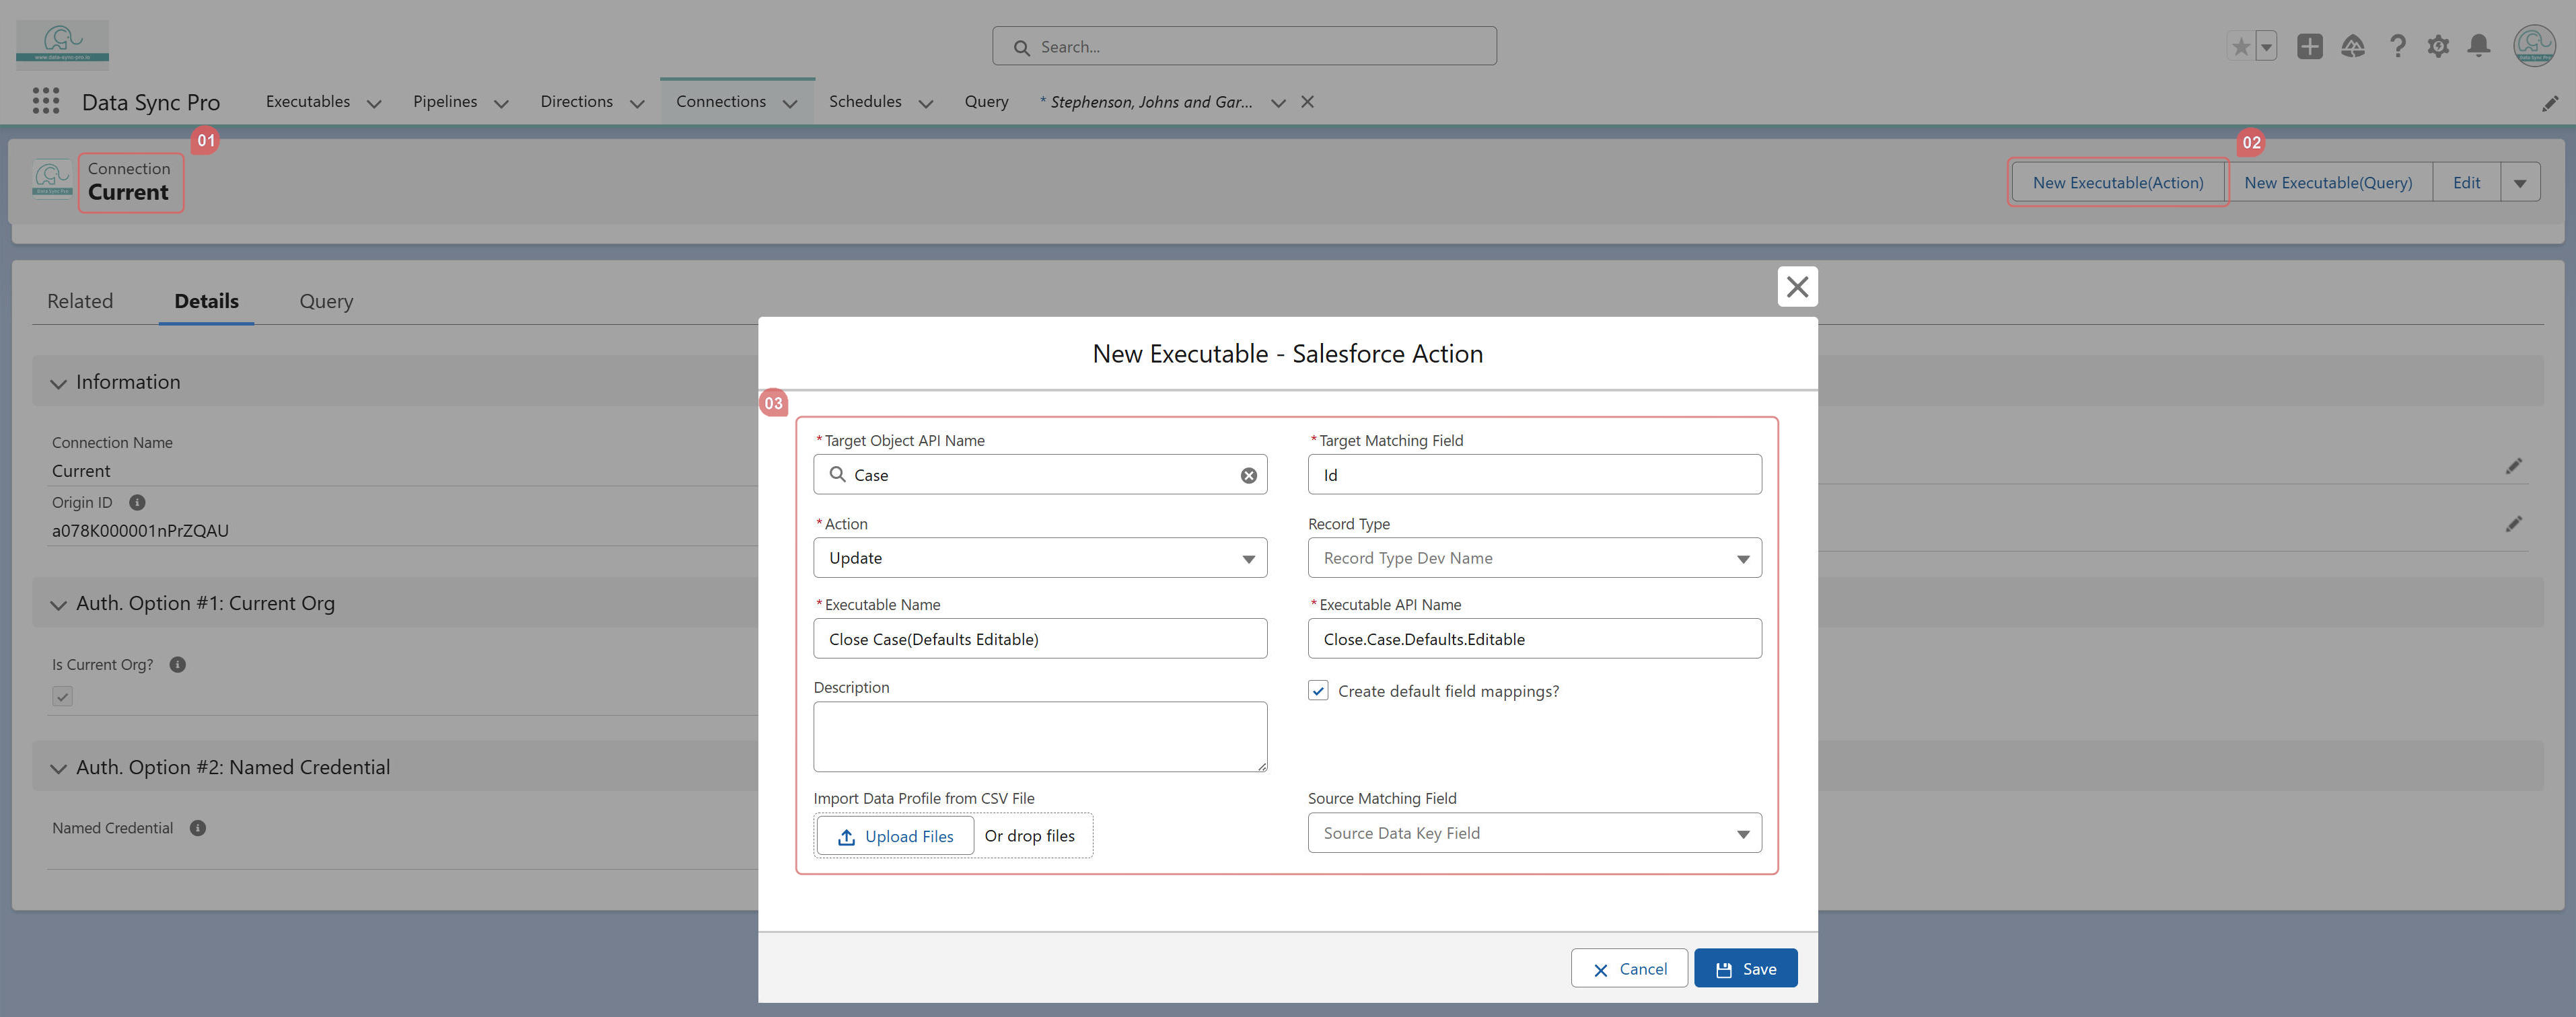 www.data-sync-pro.io
Search...
Data Sync Pro
Executables
Pipelines
Directions
Connections
Schedules
Query
* Stephenson, Johns and Gar...
01
02
Connection
Current
New Executable(Action)
New Executable(Query)
Edit
Related
Details
Query
Information
Connection Name
Current
Origin ID
a078K000001nPrZQAU
Auth. Option #1: Current Org
Is Current Org?
Auth. Option #2: Named Credential
Named Credential
New Executable - Salesforce Action
03
*Target Object API Name
Case
*Target Matching Field
Id
*Action
Update
Record Type
Record Type Dev Name
*Executable Name
Close Case(Defaults Editable)
*Executable API Name
Close.Case.Defaults.Editable
Description
Create default field mappings?
Import Data Profile from CSV File
Upload Files
Or drop files
Source Matching Field
Source Data Key Field
Cancel
Save